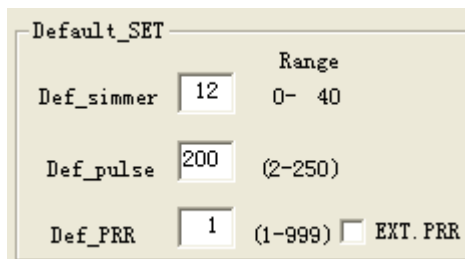 Default_SET
Range
Def_simmer 12 0- 40
Def_pulse 200 (2-250)
Def_PRR 1 (1-999) EXT.PRR